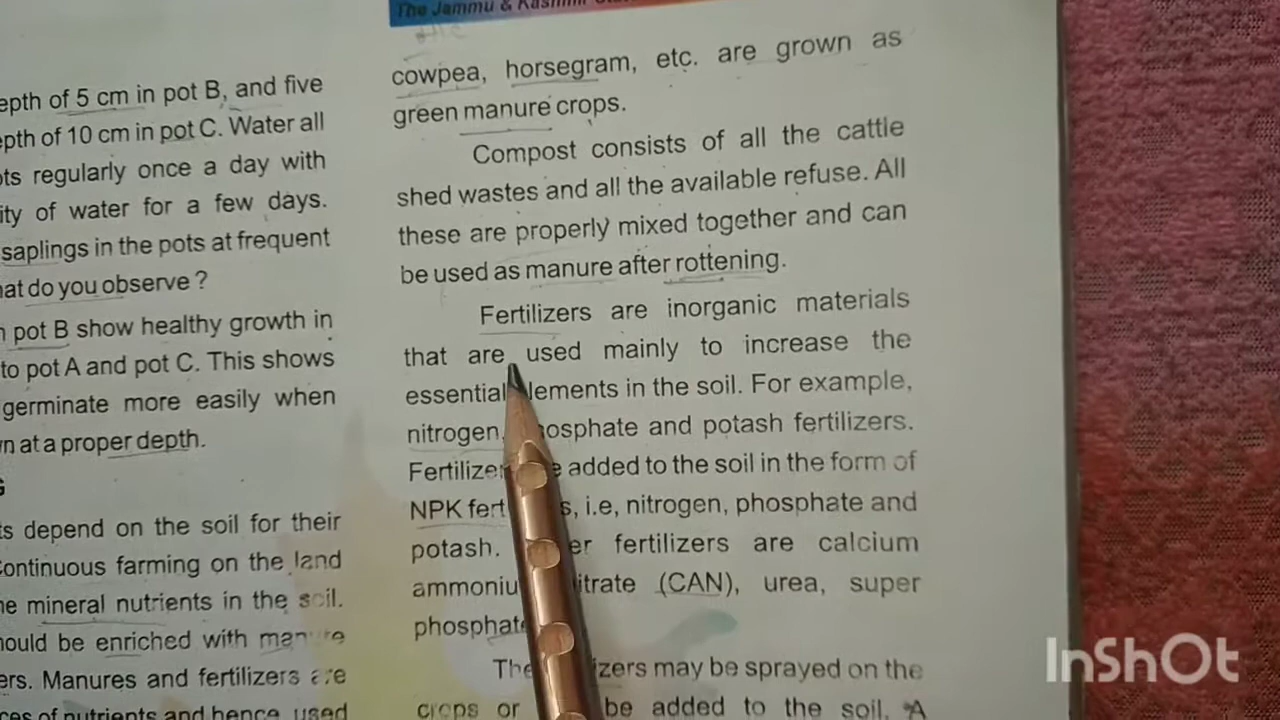 The Jammu & Kashmir
epth of 5 cm in pot B, and five
epth of 10 cm in pot C. Water all
ts regularly once a day with
ity of water for a few days.
saplings in the pots at frequent
hat do you observe ?
pot B show healthy growth in
to pot A and pot C. This shows
germinate more easily when
n at a proper depth.
ts depend on the soil for their
Continuous farming on the land
e mineral nutrients in the soil.
hould be enriched with manure
ers. Manures and fertilizers are
ces of nutrients and hence used
cowpea, horsegram, etc. are grown as
green manure crops.
Compost consists of all the cattle
shed wastes and all the available refuse. All
these are properly mixed together and can
be used as manure after rottening.
Fertilizers are inorganic materials
that are used mainly to increase the
essential lements in the soil. For example,
nitrogen, osphate and potash fertilizers.
Fertilize e added to the soil in the form of
NPK fert s, i.e, nitrogen, phosphate and
potash. er fertilizers are calcium
ammoniu itrate (CAN), urea, super
phosphat
The izers may be sprayed on the
crops or be added to the soil. A
InShOt